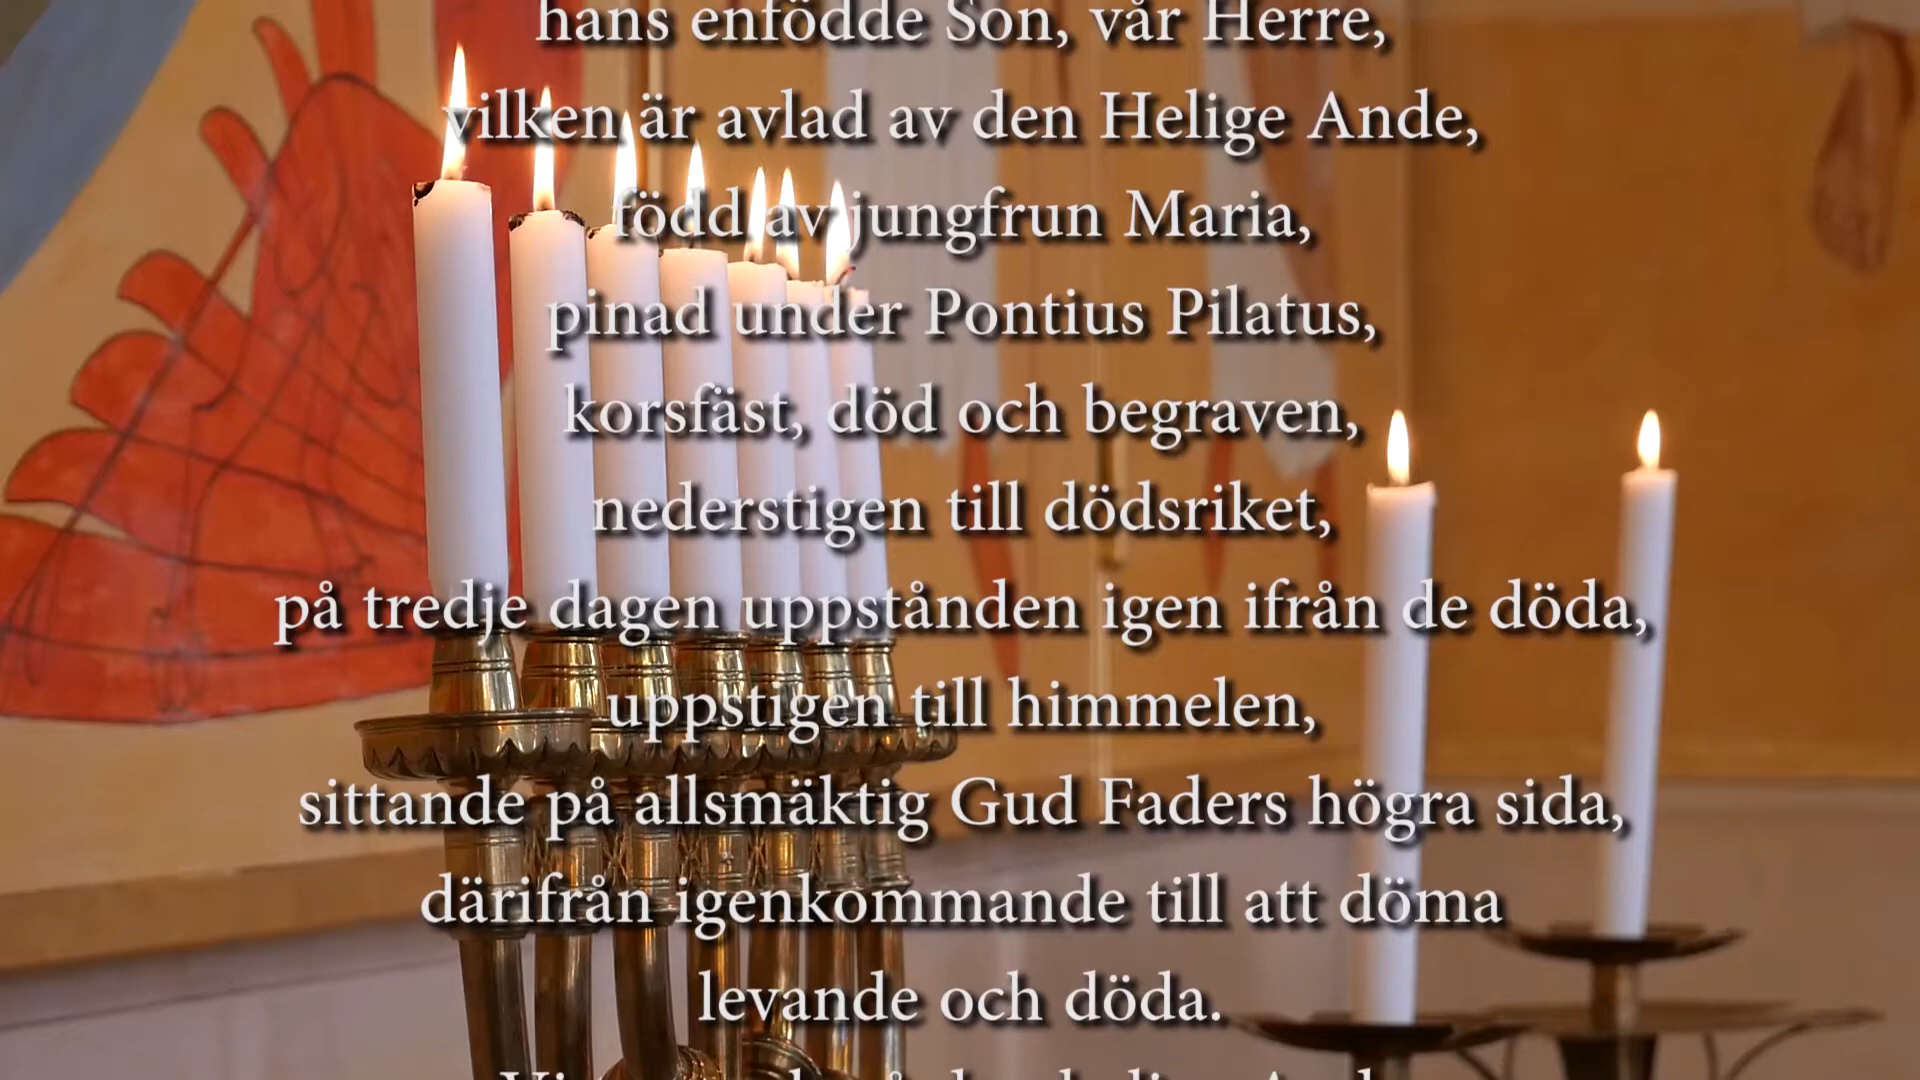 hans enfödde Son, vår Herre,
vilken är avlad av den Helige Ande,
född av jungfrun Maria,
pinad under Pontius Pilatus,
korsfäst, död och begraven,
nederstigen till dödsriket,
på tredje dagen uppstånden igen ifrån de döda,
uppstigen till himmelen,
sittande på allsmäktig Gud Faders högra sida,
därifrån igenkommande till att döma
levande och döda.